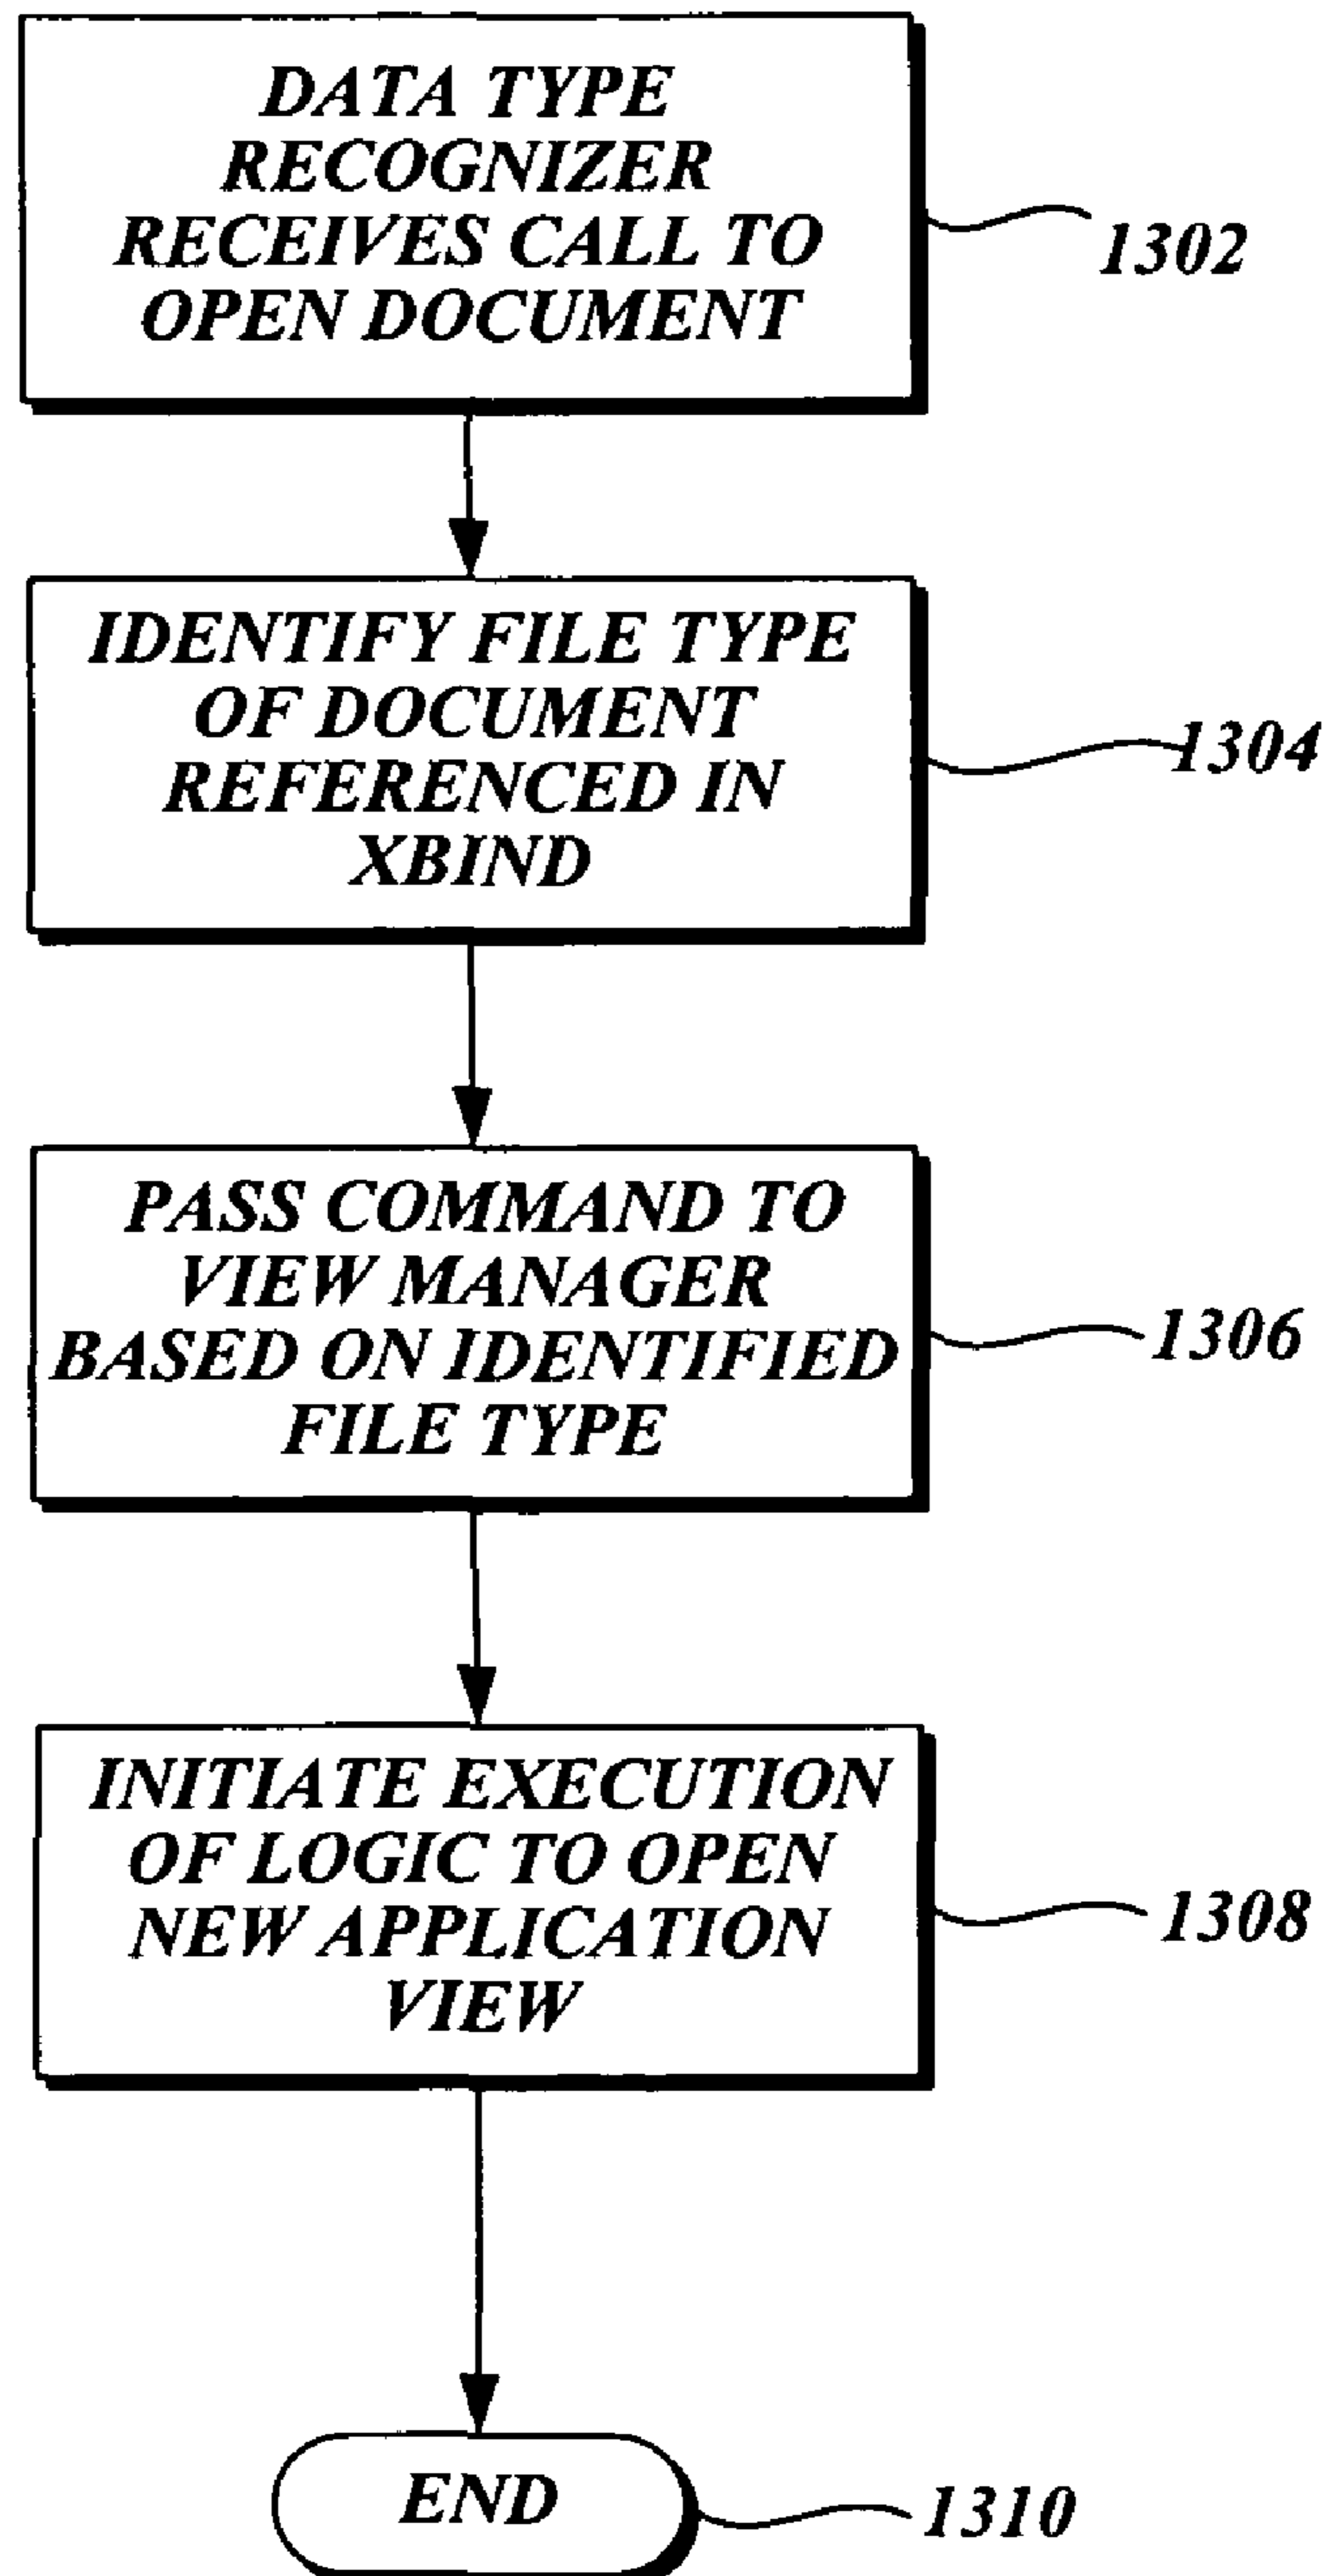 DATA TYPE
RECOGNIZER
RECEIVES CALL TO
OPEN DOCUMENT
1302
IDENTIFY FILE TYPE
OF DOCUMENT
REFERENCED IN
XBIND
1304
PASS COMMAND TO
VIEW MANAGER
BASED ON IDENTIFIED
FILE TYPE
1306
INITIATE EXECUTION
OF LOGIC TO OPEN
NEW APPLICATION
VIEW
1308
END
1310